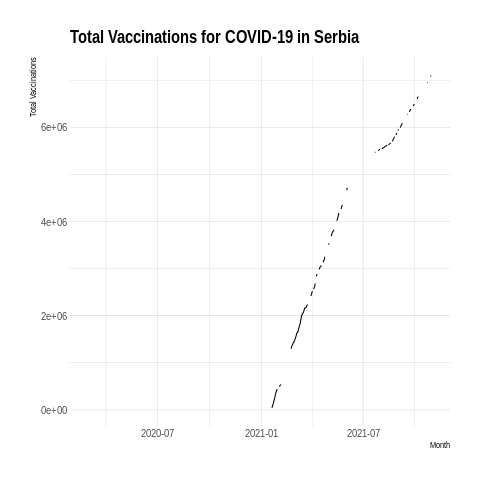 Total Vaccinations for COVID-19 in Serbia
Total Vaccinations
6e+06
4e+06
2e+06
0e+00
2020-07
2021-01
2021-07
Month